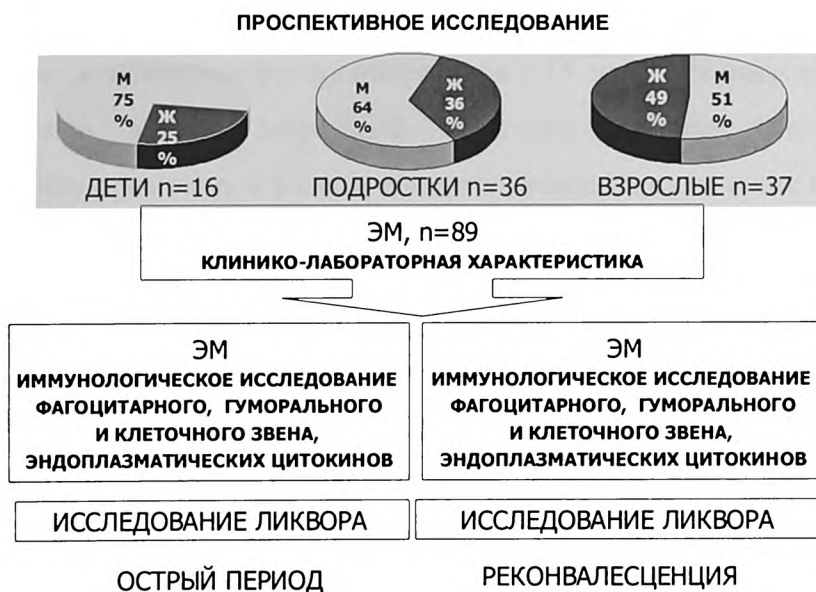 ПРОСПЕКТИВНОЕ ИССЛЕДОВАНИЕ
М
75
%
Ж
25
%
М
64
%
Ж
36
%
Ж
49
%
М
51
%
ДЕТИ n=16
ПОДРОСТКИ n=36
ВЗРОСЛЫЕ n=37
ЭМ, n=89
КЛИНИКО-ЛАБОРАТОРНАЯ ХАРАКТЕРИСТИКА
ЭМ
ИММУНОЛОГИЧЕСКОЕ ИССЛЕДОВАНИЕ
ФАГОЦИТАРНОГО, ГУМОРАЛЬНОГО
И КЛЕТОЧНОГО ЗВЕНА,
ЭНДОПЛАЗМАТИЧЕСКИХ ЦИТОКИНОВ
ЭМ
ИММУНОЛОГИЧЕСКОЕ ИССЛЕДОВАНИЕ
ФАГОЦИТАРНОГО, ГУМОРАЛЬНОГО
И КЛЕТОЧНОГО ЗВЕНА,
ЭНДОПЛАЗМАТИЧЕСКИХ ЦИТОКИНОВ
ИССЛЕДОВАНИЕ ЛИКВОРА
ИССЛЕДОВАНИЕ ЛИКВОРА
ОСТРЫЙ ПЕРИОД
РЕКОНВАЛЕСЦЕНЦИЯ